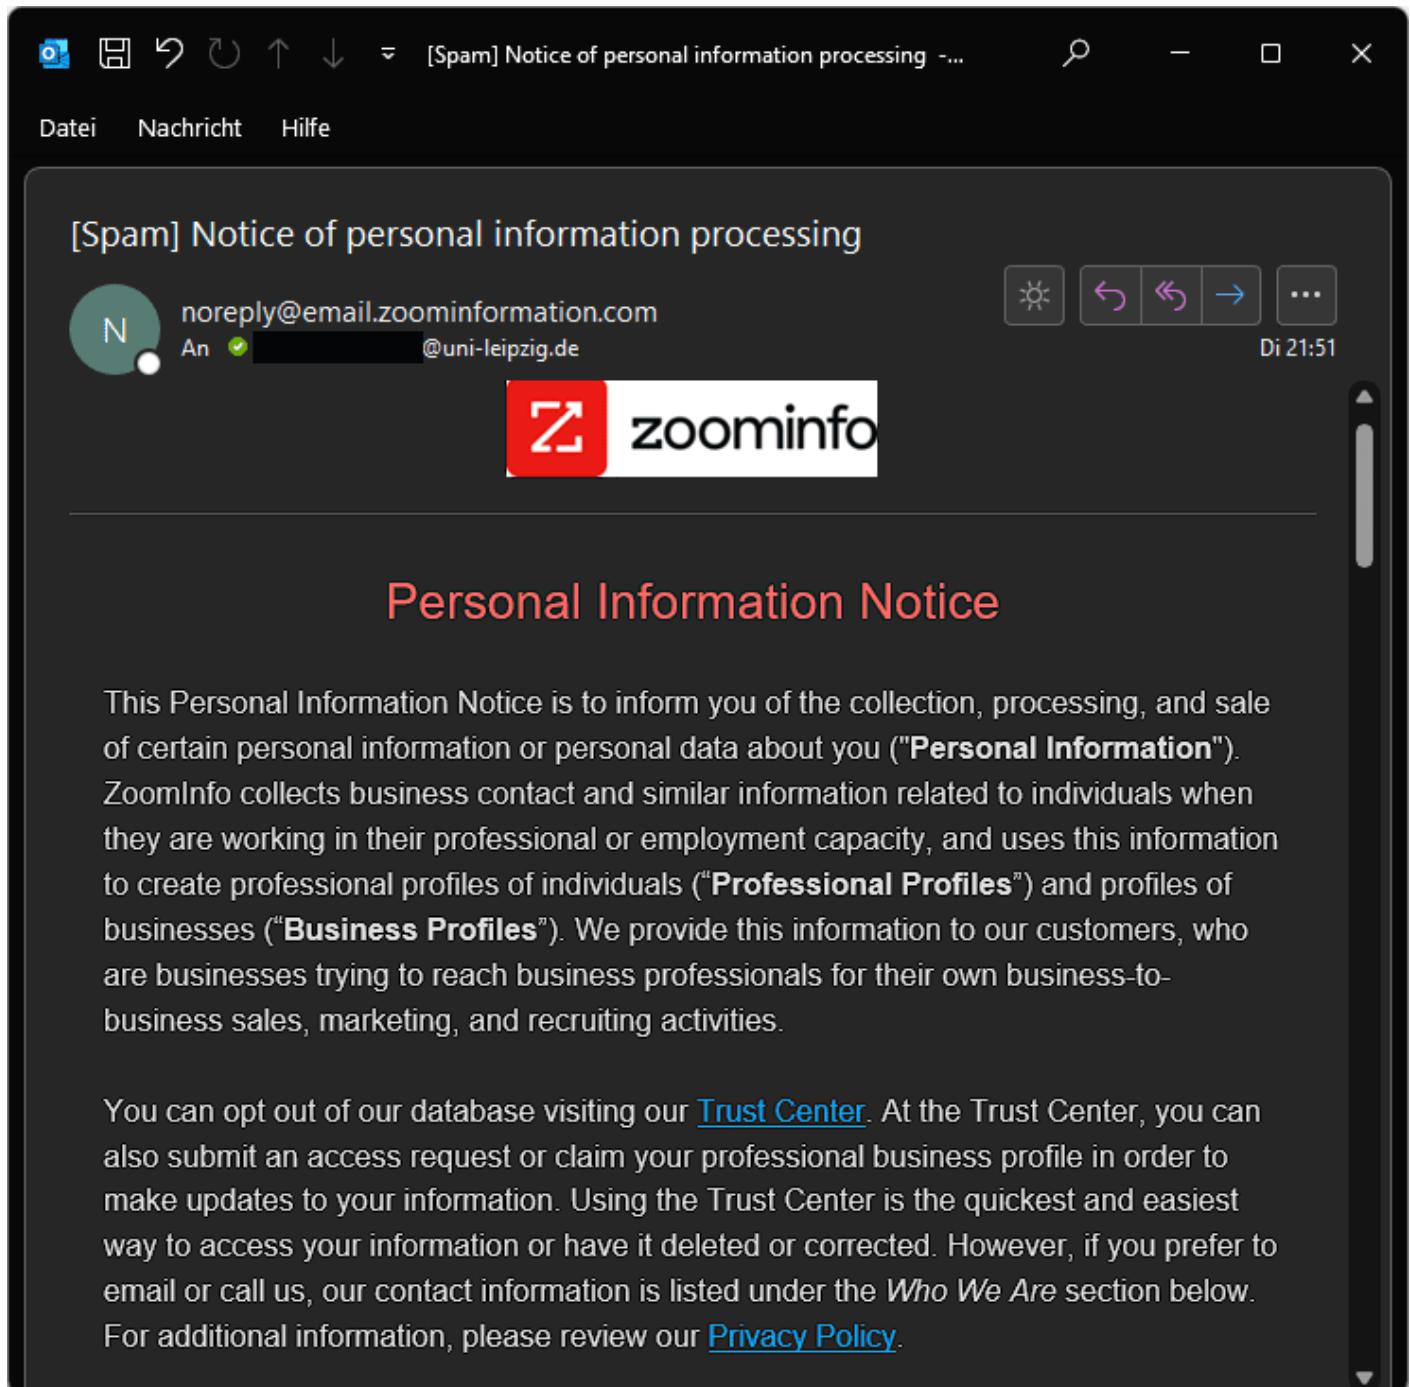 [Spam] Notice of personal information processing -...
Datei Nachricht Hilfe
[Spam] Notice of personal information processing
N
noreply@email.zoominformation.com
An @uni-leipzig.de
Di 21:51
zoominfo
Personal Information Notice
This Personal Information Notice is to inform you of the collection, processing, and sale
of certain personal information or personal data about you ("Personal Information").
ZoomInfo collects business contact and similar information related to individuals when
they are working in their professional or employment capacity, and uses this information
to create professional profiles of individuals (“Professional Profiles”) and profiles of
businesses (“Business Profiles”). We provide this information to our customers, who
are businesses trying to reach business professionals for their own business-to-
business sales, marketing, and recruiting activities.
You can opt out of our database visiting our Trust Center. At the Trust Center, you can
also submit an access request or claim your professional business profile in order to
make updates to your information. Using the Trust Center is the quickest and easiest
way to access your information or have it deleted or corrected. However, if you prefer to
email or call us, our contact information is listed under the Who We Are section below.
For additional information, please review our Privacy Policy.